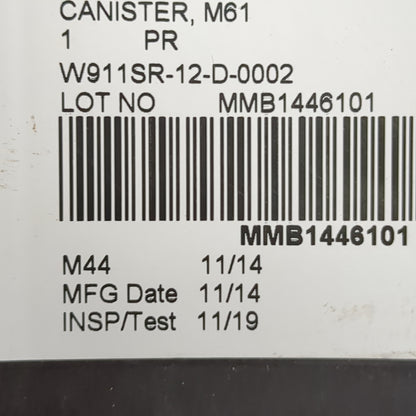 CANISTER, M61
1 PR
W911SR-12-D-0002
LOT NO MMB1446101
MMB1446101
M44 11/14
MFG Date 11/14
INSP/Test 11/19